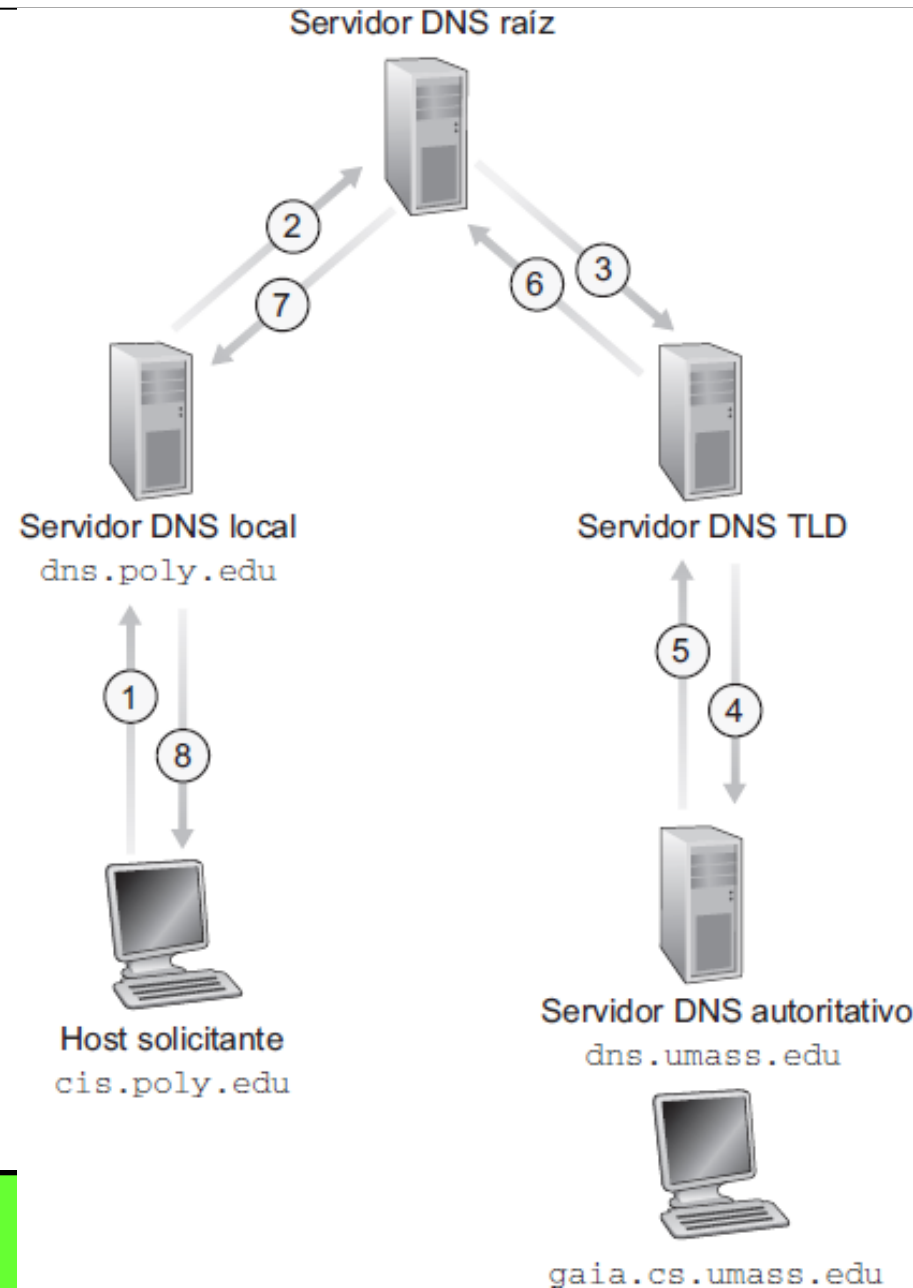 Servidor DNS raíz
2
7
6
3
Servidor DNS local
dns.poly.edu
Servidor DNS TLD
1
8
5
4
Host solicitante
cis.poly.edu
Servidor DNS autoritativo
dns.umass.edu
gaia.cs.umass.edu